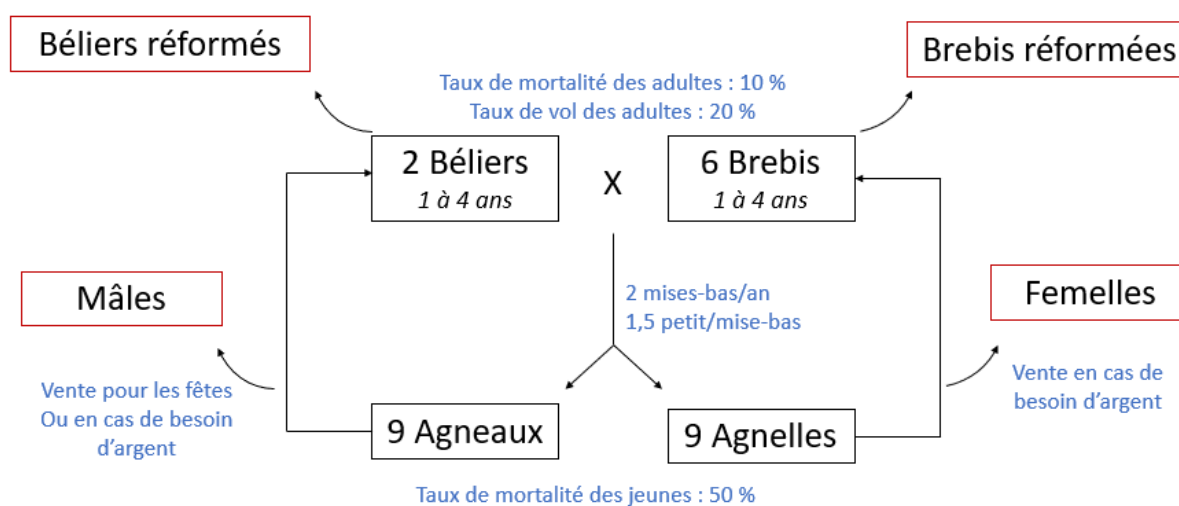 Béliers réformés
Brebis réformées
Taux de mortalité des adultes : 10 %
Taux de vol des adultes : 20 %
2 Béliers
1 à 4 ans
X
6 Brebis
1 à 4 ans
Mâles
2 mises-bas/an
1,5 petit/mise-bas
Femelles
Vente pour les fêtes
Ou en cas de besoin
d’argent
Vente en cas de
besoin d’argent
9 Agneaux
9 Agnelles
Taux de mortalité des jeunes : 50 %